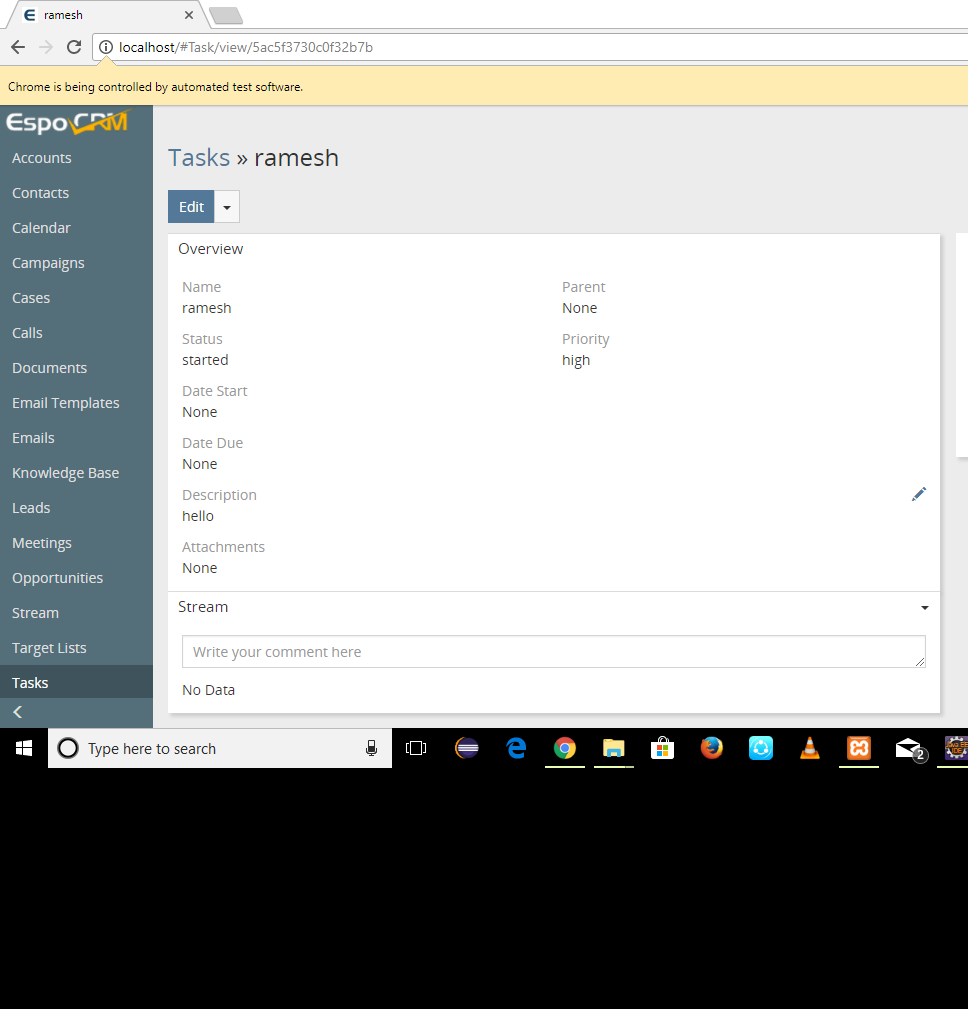 ramesh
localhost/#Task/view/5ac5f3730c0f32b7b
Chrome is being controlled by automated test software.
EspoCRM
Accounts
Contacts
Calendar
Campaigns
Cases
Calls
Documents
Email Templates
Emails
Knowledge Base
Leads
Meetings
Opportunities
Stream
Target Lists
Tasks
Tasks » ramesh
Edit
Overview
Name
ramesh
Parent
None
Status
started
Priority
high
Date Start
None
Date Due
None
Description
hello
Attachments
None
Stream
Write your comment here
No Data
Type here to search
2